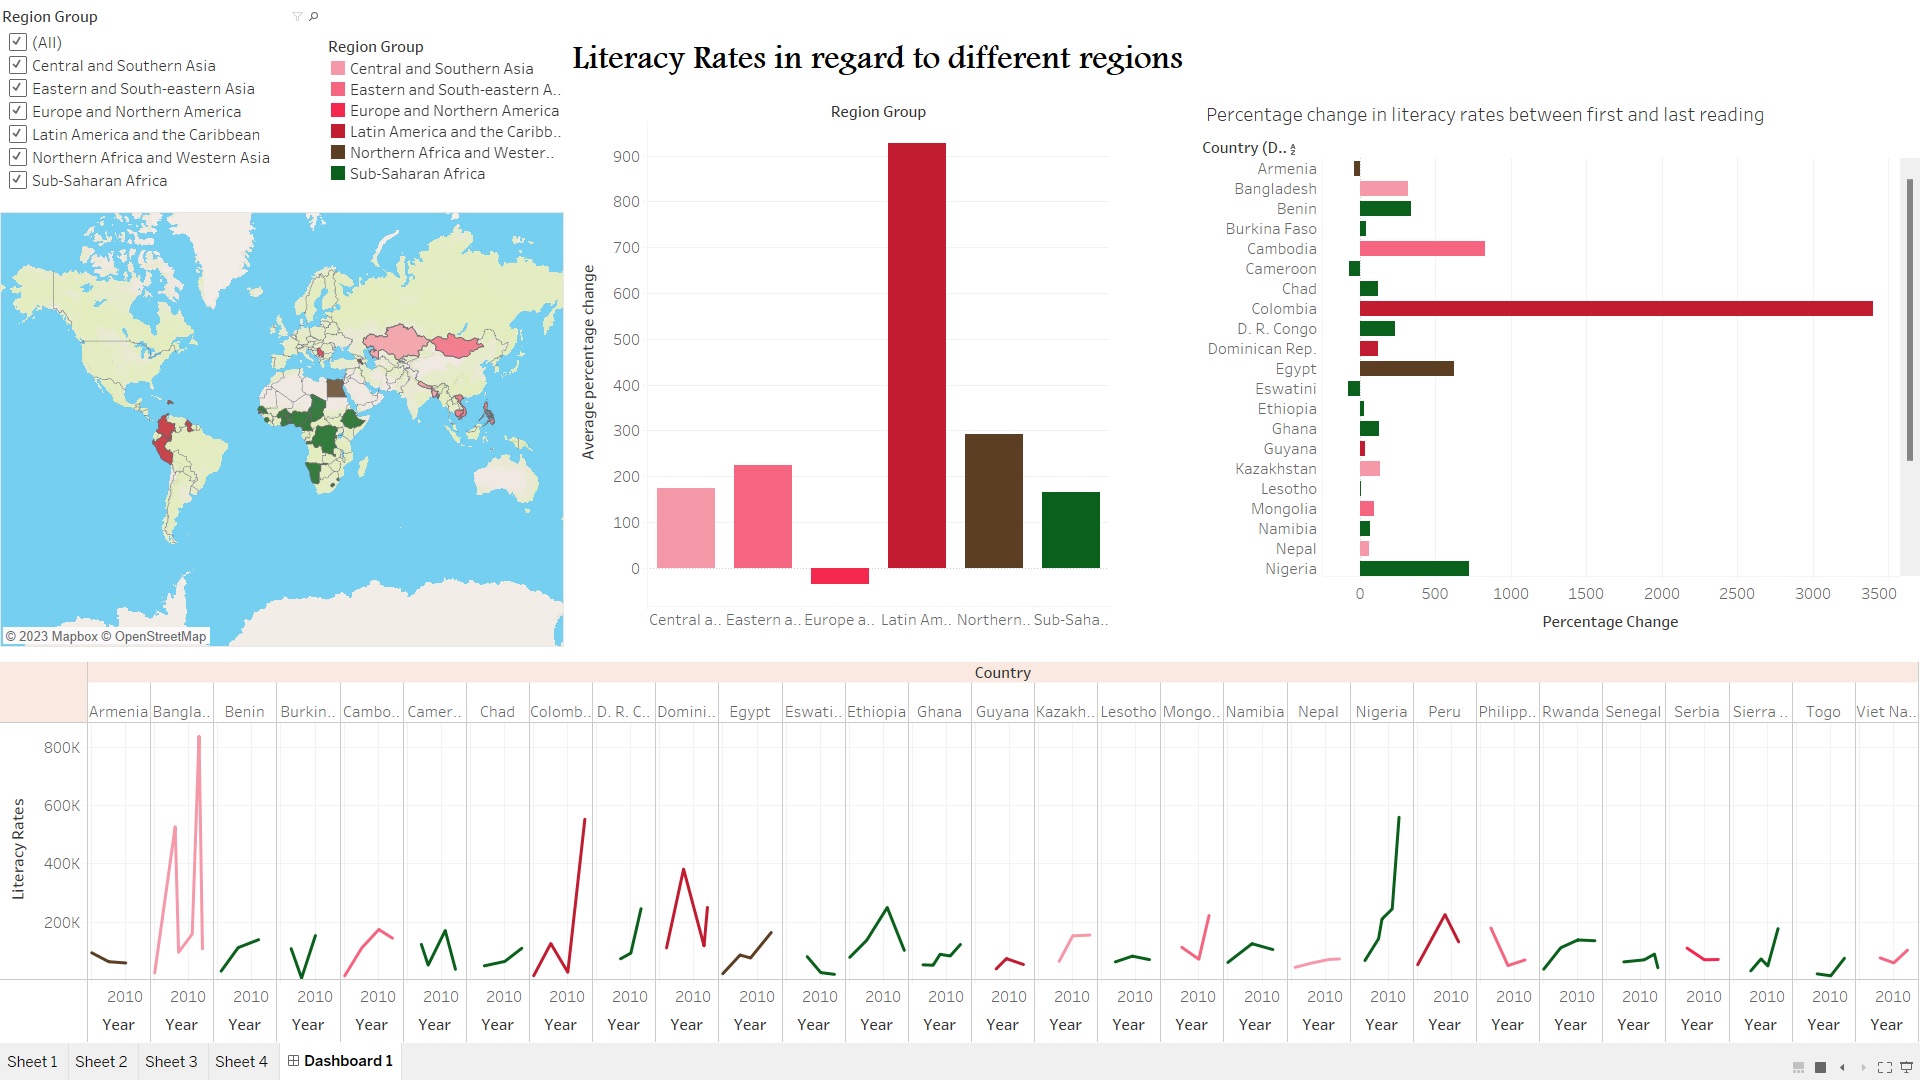 Region Group
(All)
Central and Southern Asia
Eastern and South-eastern Asia
Europe and Northern America
Latin America and the Caribbean
Northern Africa and Western Asia
Sub-Saharan Africa
Region Group
Central and Southern Asia
Eastern and South-eastern A..
Europe and Northern America
Latin America and the Caribb..
Northern Africa and Wester..
Sub-Saharan Africa
Literacy Rates in regard to different regions
© 2023 Mapbox © OpenStreetMap
Region Group
Average percentage change
900
800
700
600
500
400
300
200
100
0
Central a.. Eastern a.. Europe a.. Latin Am.. Northern.. Sub-Saha..
Percentage change in literacy rates between first and last reading
Country (D..
Armenia
Bangladesh
Benin
Burkina Faso
Cambodia
Cameroon
Chad
Colombia
D. R. Congo
Dominican Rep.
Egypt
Eswatini
Ethiopia
Ghana
Guyana
Kazakhstan
Lesotho
Mongolia
Namibia
Nepal
Nigeria
0 500 1000 1500 2000 2500 3000 3500
Percentage Change
Country
Armenia Bangla.. Benin Burkin.. Cambo.. Camer.. Chad Colomb.. D. R. C.. Domini.. Egypt Eswati.. Ethiopia Ghana Guyana Kazakh.. Lesotho Mongo.. Namibia Nepal Nigeria Peru Philipp.. Rwanda Senegal Serbia Sierra .. Togo Viet Na..
Literacy Rates
800K
600K
400K
200K
2010 2010 2010 2010 2010 2010 2010 2010 2010 2010 2010 2010 2010 2010 2010 2010 2010 2010 2010 2010 2010 2010 2010 2010 2010 2010 2010 2010 2010
Year Year Year Year Year Year Year Year Year Year Year Year Year Year Year Year Year Year Year Year Year Year Year Year Year Year Year Year Year
Sheet 1 Sheet 2 Sheet 3 Sheet 4 Dashboard 1